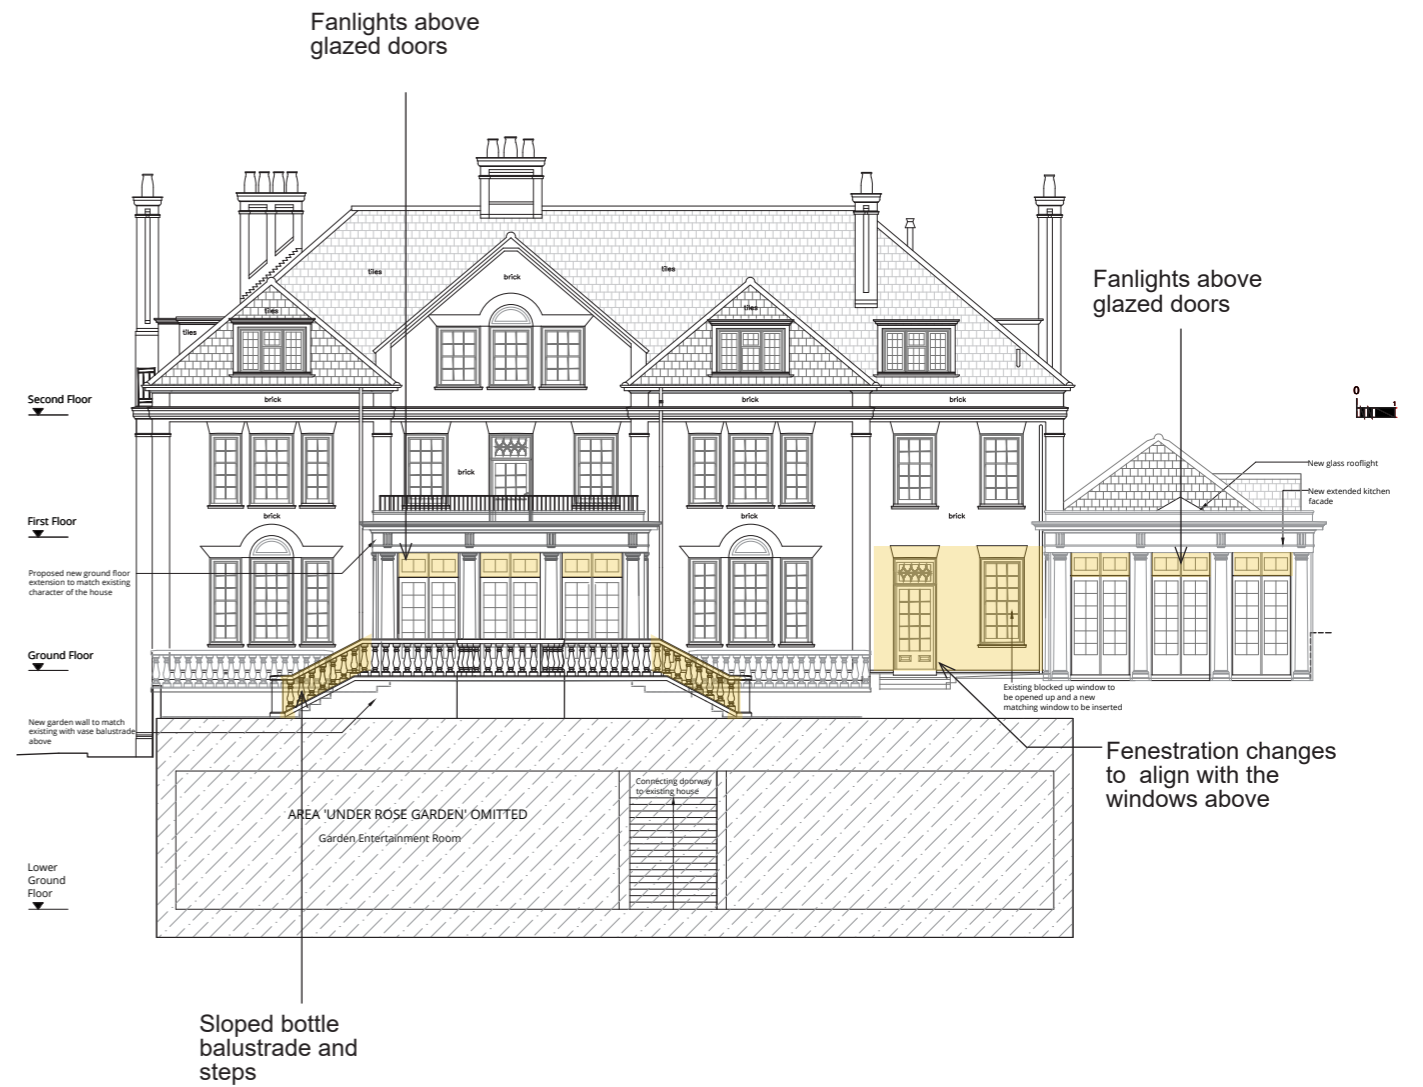 Fanlights above
glazed doors
Fanlights above
glazed doors
tiles
brick
tiles
tiles
tiles
tiles
Second Floor
brick
brick
brick
0
1
brick
New glass rooflight
New extended kitchen
facade
First Floor
brick
brick
brick
Proposed new ground floor
extension to match existing
character of the house
Ground Floor
Existing blocked up window to
be opened up and a new
matching window to be inserted
New garden wall to match
existing with vase balustrade
above
Fenestration changes
to align with the
windows above
Connecting doorway
to existing house
AREA 'UNDER ROSE GARDEN' OMITTED
Garden Entertainment Room
Lower
Ground
Floor
Sloped bottle
balustrade and
steps